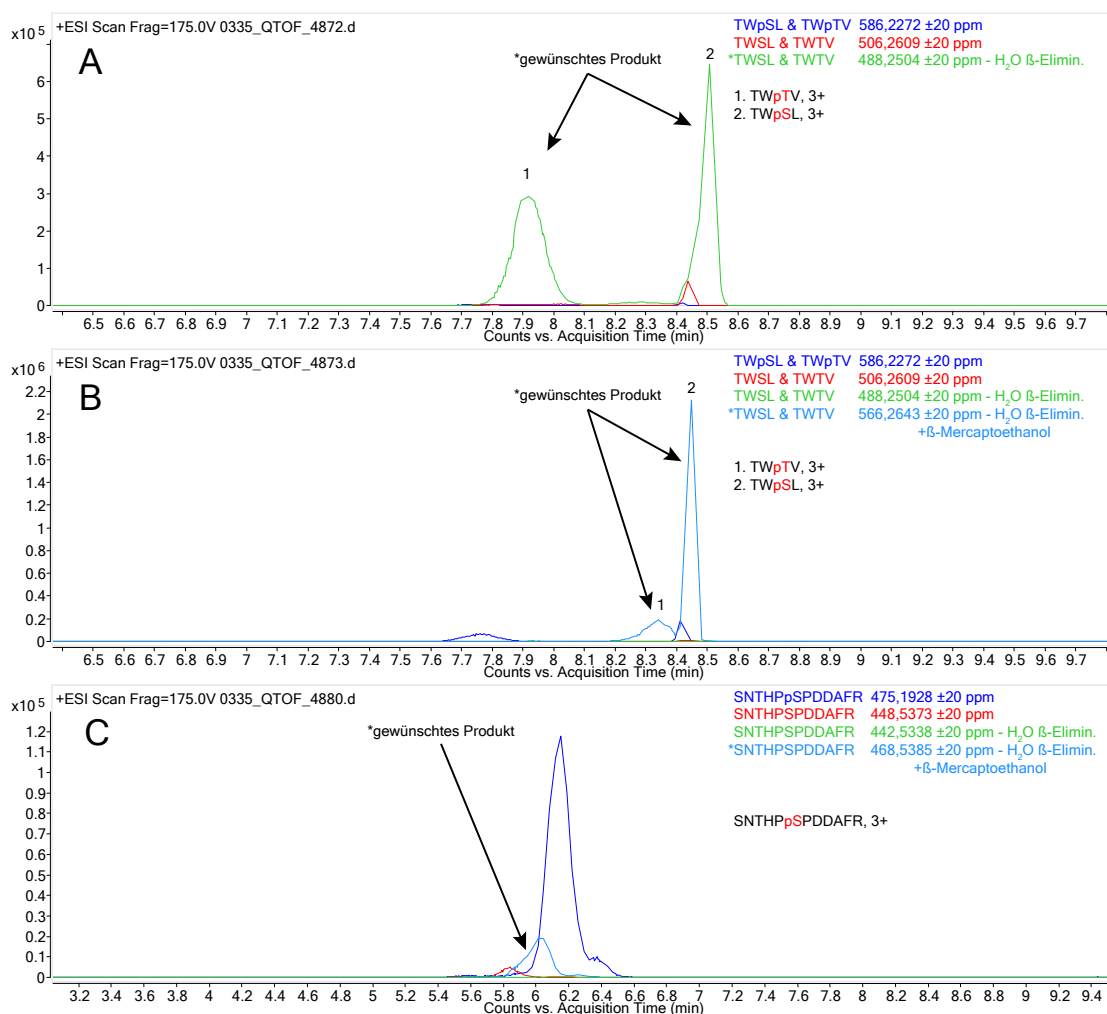 +ESI Scan Frag=175.0V 0335_QTOF_4872.d
x10⁵
A
*gewünschtes Produkt
1
2
TWpSL & TWpTV 586,2272 ±20 ppm
TWSL & TWTV 506,2609 ±20 ppm
*TWSL & TWTV 488,2504 ±20 ppm - H₂O ß-Elimin.
1. TWpTV, 3+
2. TWpSL, 3+
6
5
4
3
2
1
0
6.5 6.6 6.7 6.8 6.9 7 7.1 7.2 7.3 7.4 7.5 7.6 7.7 7.8 7.9 8 8.1 8.2 8.3 8.4 8.5 8.6 8.7 8.8 8.9 9 9.1 9.2 9.3 9.4 9.5 9.6 9.7
Counts vs. Acquisition Time (min)
+ESI Scan Frag=175.0V 0335_QTOF_4873.d
x10⁶
B
*gewünschtes Produkt
1
2
TWpSL & TWpTV 586,2272 ±20 ppm
TWSL & TWTV 506,2609 ±20 ppm
TWSL & TWTV 488,2504 ±20 ppm - H₂O ß-Elimin.
*TWSL & TWTV 566,2643 ±20 ppm - H₂O ß-Elimin.
+ß-Mercaptoethanol
1. TWpTV, 3+
2. TWpSL, 3+
2.2
2
1.8
1.6
1.4
1.2
1
0.8
0.6
0.4
0.2
0
6.5 6.6 6.7 6.8 6.9 7 7.1 7.2 7.3 7.4 7.5 7.6 7.7 7.8 7.9 8 8.1 8.2 8.3 8.4 8.5 8.6 8.7 8.8 8.9 9 9.1 9.2 9.3 9.4 9.5 9.6 9.7
Counts vs. Acquisition Time (min)
+ESI Scan Frag=175.0V 0335_QTOF_4880.d
x10⁵
C
*gewünschtes Produkt
SNTHPpSPDDAFR 475,1928 ±20 ppm
SNTHPSPDDAFR 448,5373 ±20 ppm
SNTHPSPDDAFR 442,5338 ±20 ppm - H₂O ß-Elimin.
*SNTHPSPDDAFR 468,5385 ±20 ppm - H₂O ß-Elimin.
+ß-Mercaptoethanol
SNTHPpSPDDAFR, 3+
1.2
1.1
1
0.9
0.8
0.7
0.6
0.5
0.4
0.3
0.2
0.1
0
3.2 3.4 3.6 3.8 4 4.2 4.4 4.6 4.8 5 5.2 5.4 5.6 5.8 6 6.2 6.4 6.6 6.8 7 7.2 7.4 7.6 7.8 8 8.2 8.4 8.6 8.8 9 9.2 9.4
Counts vs. Acquisition Time (min)